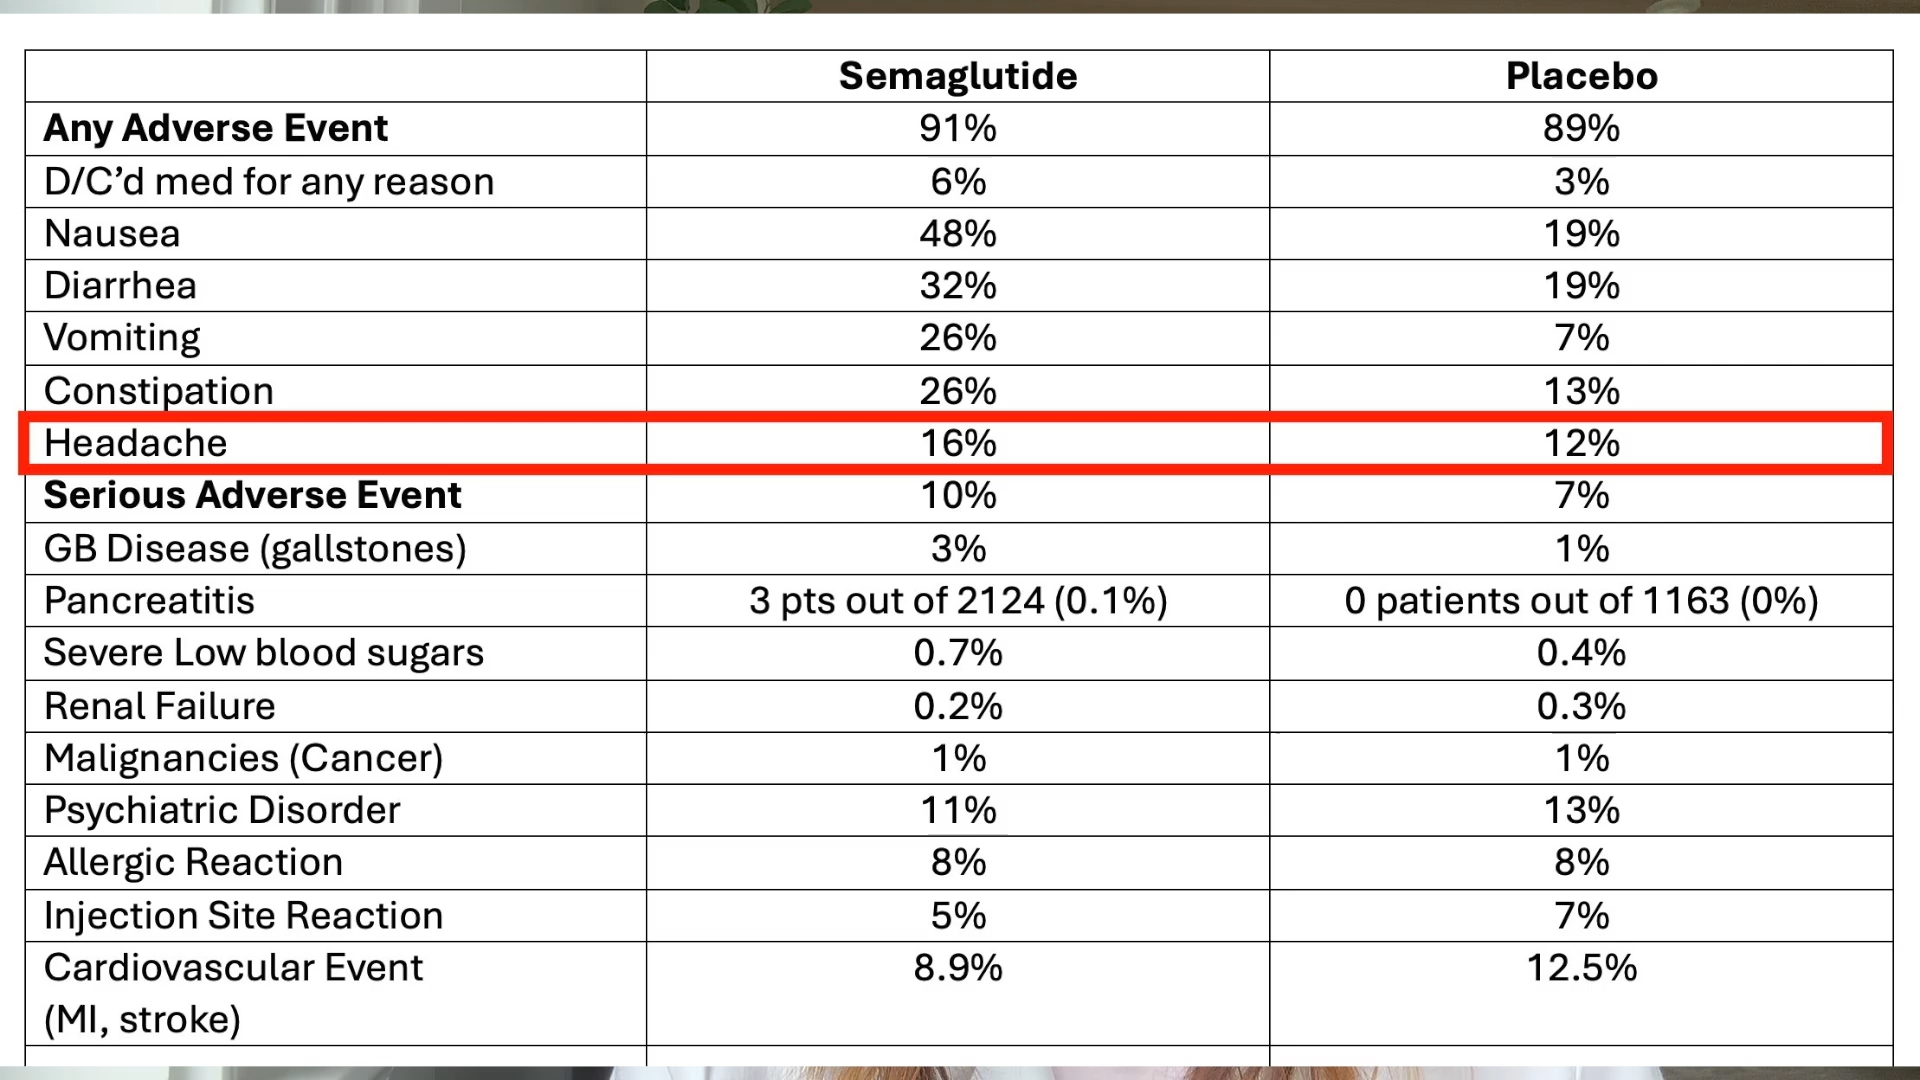 Semaglutide Placebo
Any Adverse Event 91% 89%
D/C’d med for any reason 6% 3%
Nausea 48% 19%
Diarrhea 32% 19%
Vomiting 26% 7%
Constipation 26% 13%
Headache 16% 12%
Serious Adverse Event 10% 7%
GB Disease (gallstones) 3% 1%
Pancreatitis 3 pts out of 2124 (0.1%) 0 patients out of 1163 (0%)
Severe Low blood sugars 0.7% 0.4%
Renal Failure 0.2% 0.3%
Malignancies (Cancer) 1% 1%
Psychiatric Disorder 11% 13%
Allergic Reaction 8% 8%
Injection Site Reaction 5% 7%
Cardiovascular Event 8.9% 12.5%
(MI, stroke)